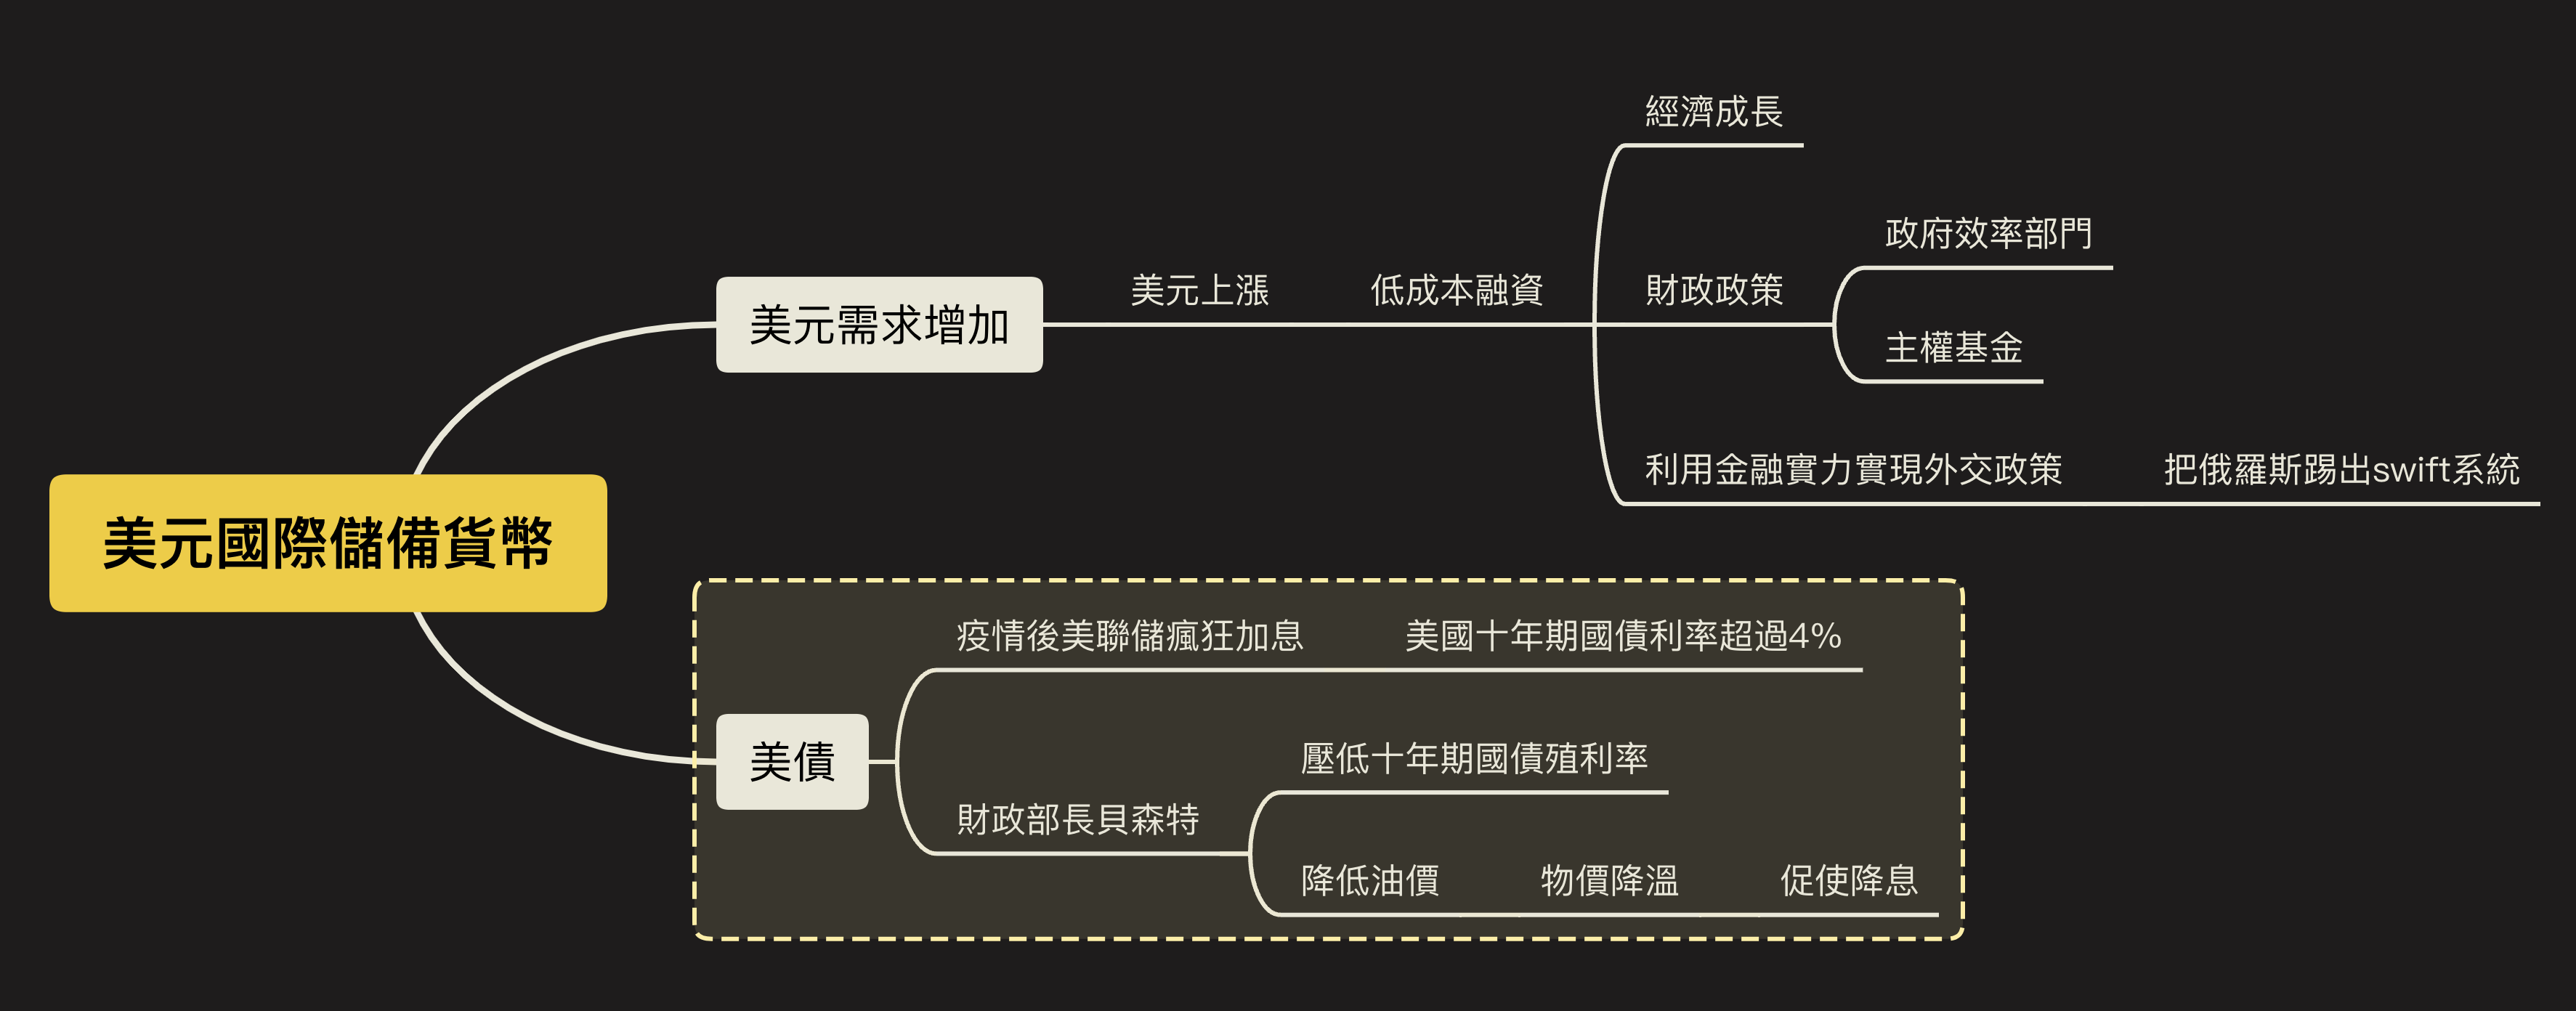 美元國際儲備貨幣
美元需求增加
美元上漲
低成本融資
經濟成長
財政政策
政府效率部門
主權基金
利用金融實力實現外交政策
把俄羅斯踢出swift系統
美債
疫情後美聯儲瘋狂加息
美國十年期國債利率超過4%
財政部長貝森特
壓低十年期國債殖利率
降低油價
物價降溫
促使降息